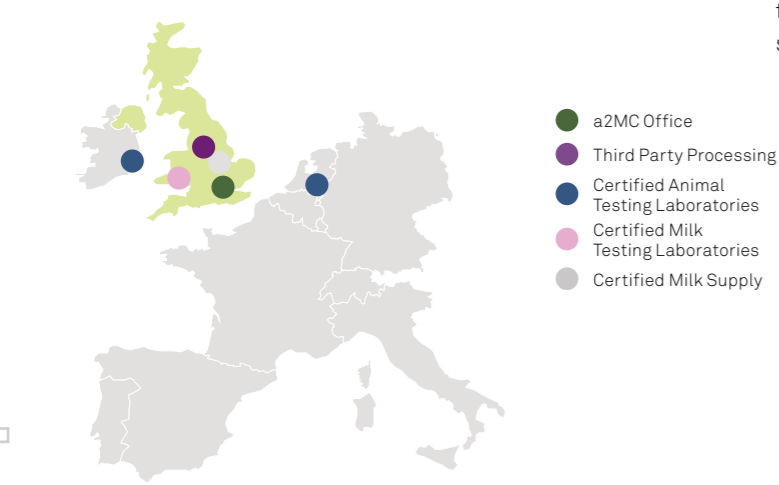 a2MC Office
Third Party Processing
Certified Animal
Testing Laboratories
Certified Milk
Testing Laboratories
Certified Milk Supply